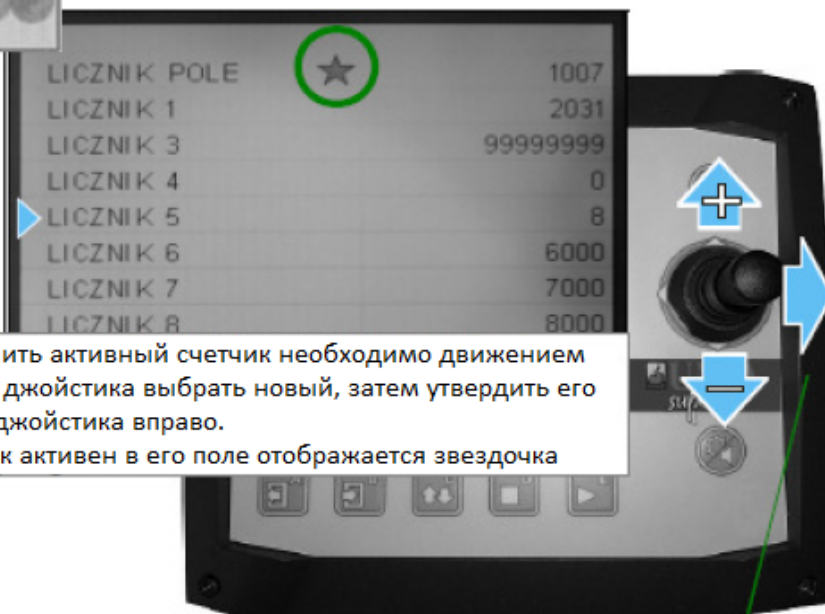 LICZNIK POLE 1007
LICZNIK 1 2031
LICZNIK 3 99999999
LICZNIK 4 0
LICZNIK 5 8
LICZNIK 6 6000
LICZNIK 7 7000
LICZNIK 8 8000
ить активный счетчик необходимо движением
джойстика выбрать новый, затем утвердить его
джойстика вправо.
к активен в его поле отображается звездочка